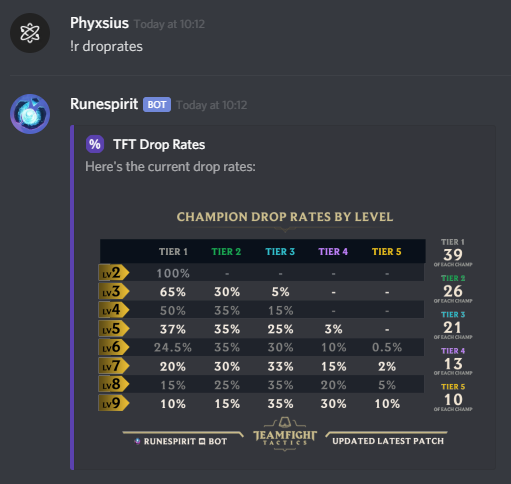 Phyxsius Today at 10:12
!r droprates
Runespirit BOT Today at 10:12
% TFT Drop Rates
Here's the current drop rates:
CHAMPION DROP RATES BY LEVEL
TIER 1 TIER 2 TIER 3 TIER 4 TIER 5
LV2 100% - - - -
LV3 65% 30% 5% - -
LV4 50% 35% 15% - -
LV5 37% 35% 25% 3% -
LV6 24.5% 35% 30% 10% 0.5%
LV7 20% 30% 33% 15% 2%
LV8 15% 25% 35% 20% 5%
LV9 10% 15% 35% 30% 10%
TIER 1
39
OF EACH CHAMP
TIER 2
26
OF EACH CHAMP
TIER 3
21
OF EACH CHAMP
TIER 4
13
OF EACH CHAMP
TIER 5
10
OF EACH CHAMP
RUNESPIRIT BOT
TEAMFIGHT
TACTICS
UPDATED LATEST PATCH